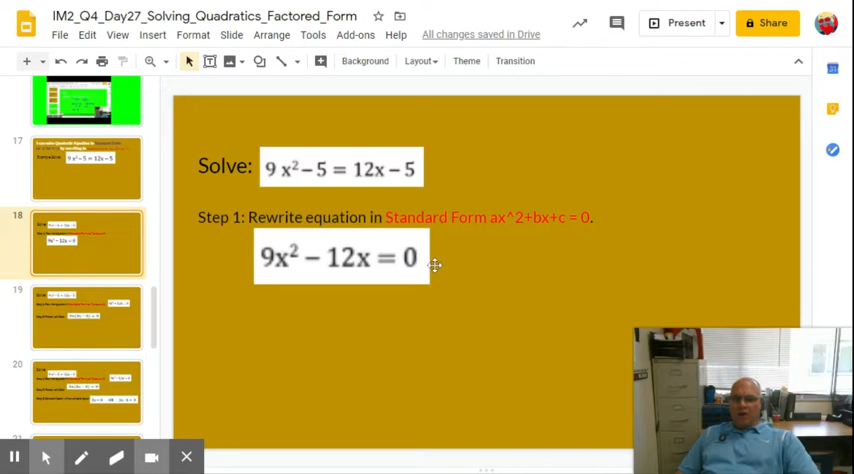 IM2_Q4_Day27_Solving_Quadratics_Factored_Form
File Edit View Insert Format Slide Arrange Tools Add-ons Help All changes saved in Drive
Present
Share
Background Layout Theme Transition
17
18
19
20
Solve: 9 x² – 5 = 12x – 5
Step 1: Rewrite equation in Standard Form ax^2+bx+c = 0.
9x² − 12x = 0